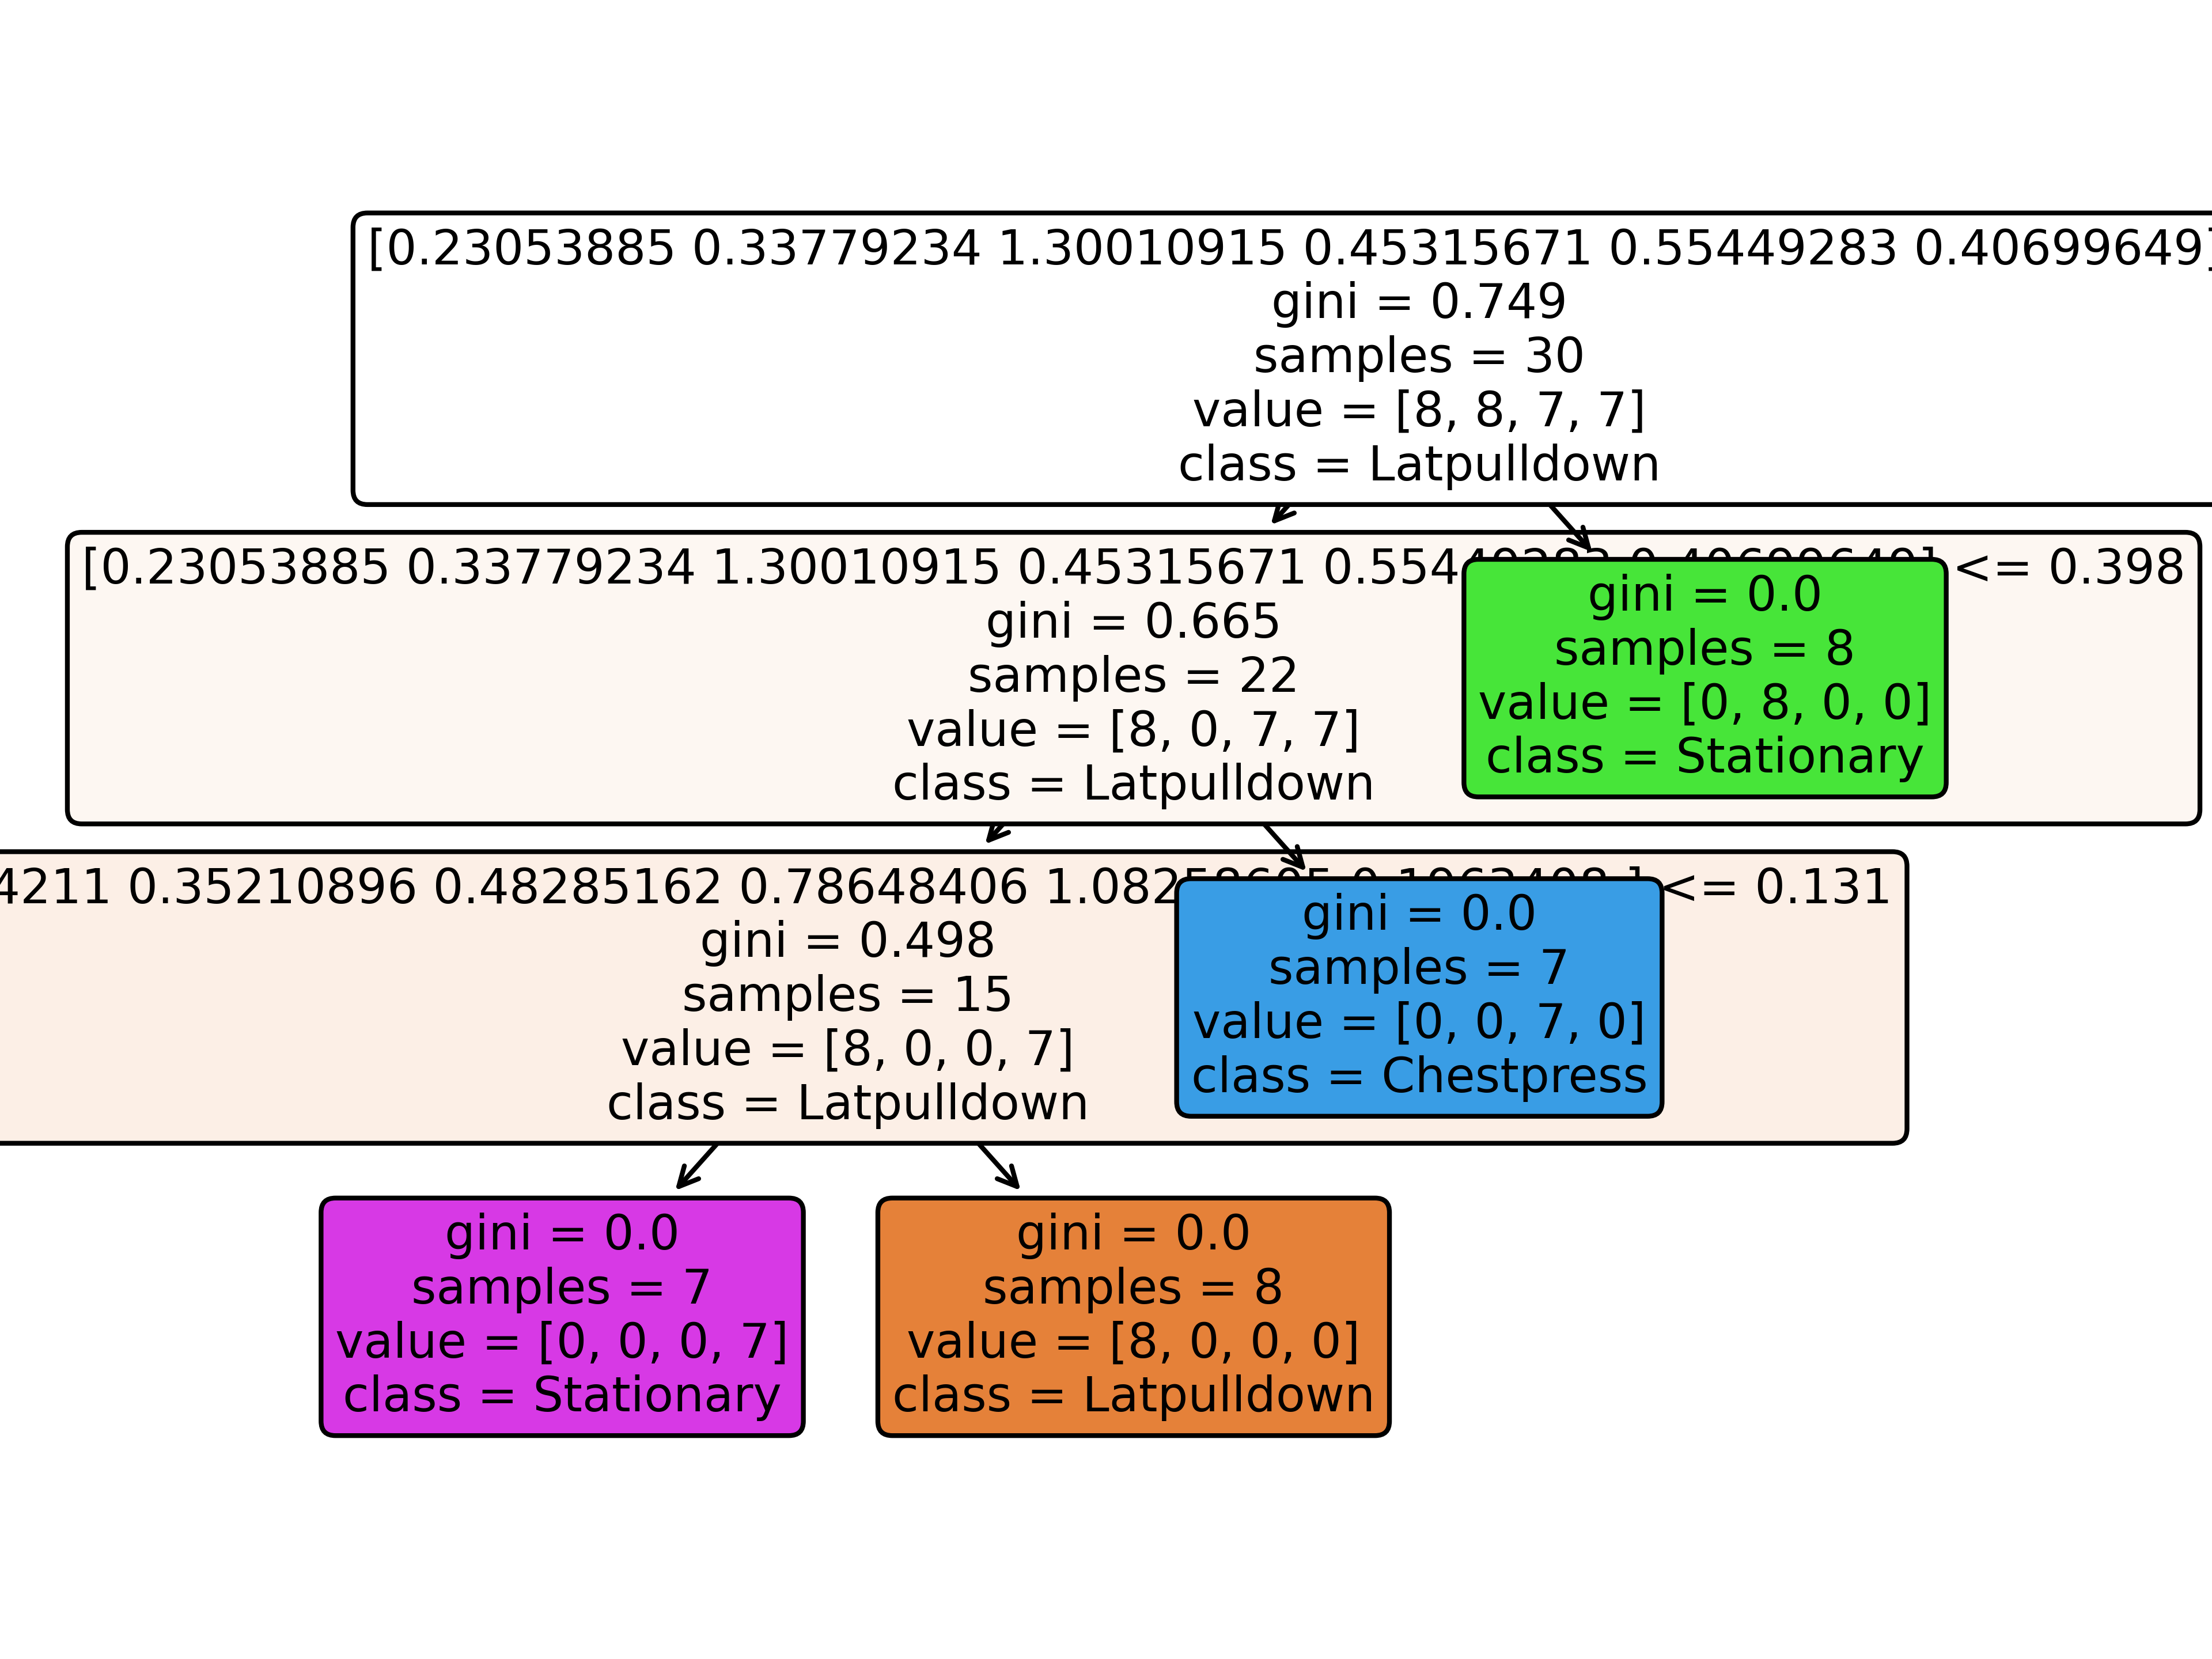 [0.23053885 0.33779234 1.30010915 0.45315671 0.55449283 0.40699649]
gini = 0.749
samples = 30
value = [8, 8, 7, 7]
class = Latpulldown
[0.23053885 0.33779234 1.30010915 0.45315671 0.55449283 0.40699649] <= 0.398
gini = 0.665
samples = 22
value = [8, 0, 7, 7]
class = Latpulldown
gini = 0.0
samples = 8
value = [0, 8, 0, 0]
class = Stationary
0.35210896 0.48285162 0.78648406 <= 0.131
gini = 0.498
samples = 15
value = [8, 0, 0, 7]
class = Latpulldown
gini = 0.0
samples = 7
value = [0, 0, 7, 0]
class = Chestpress
gini = 0.0
samples = 7
value = [0, 0, 0, 7]
class = Stationary
gini = 0.0
samples = 8
value = [8, 0, 0, 0]
class = Latpulldown